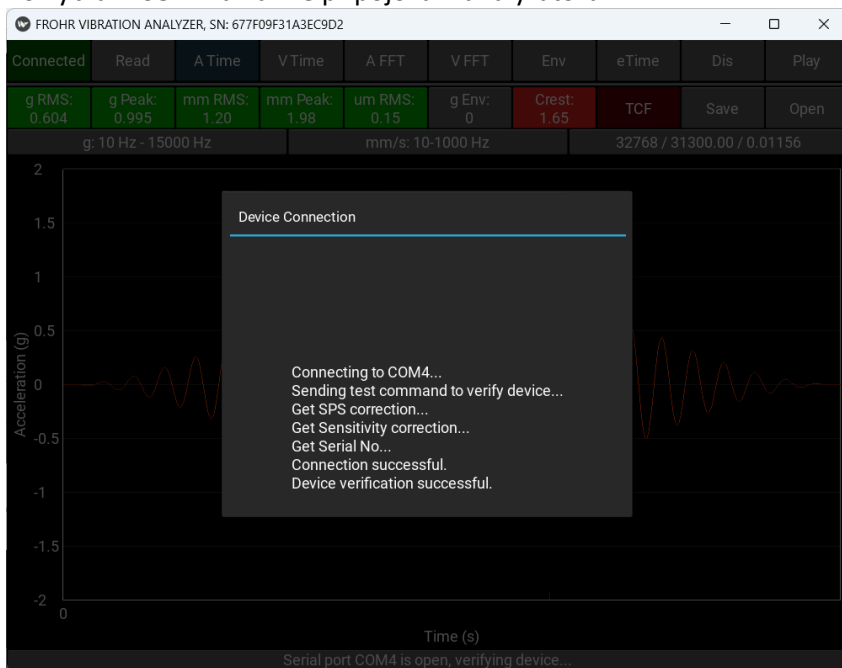 FROHR VIBRATION ANALYZER, SN: 677F09F31A3EC9D2
Connected Read A Time V Time A FFT V FFT Env eTime Dis Play
g RMS: g Peak: mm RMS: mm Peak: um RMS: g Env: Crest: TCF Save Open
0.604 0.995 1.20 1.98 0.15 0 1.65
g: 10 Hz - 15000 Hz mm/s: 10-1000 Hz 32768 / 31300.00 / 0.01156
2
1.5
1
0.5
0
-0.5
-1
-1.5
-2
0
Acceleration (g)
Time (s)
Device Connection
Connecting to COM4...
Sending test command to verify device...
Get SPS correction...
Get Sensitivity correction...
Get Serial No...
Connection successful.
Device verification successful.
Serial port COM4 is open, verifying device...